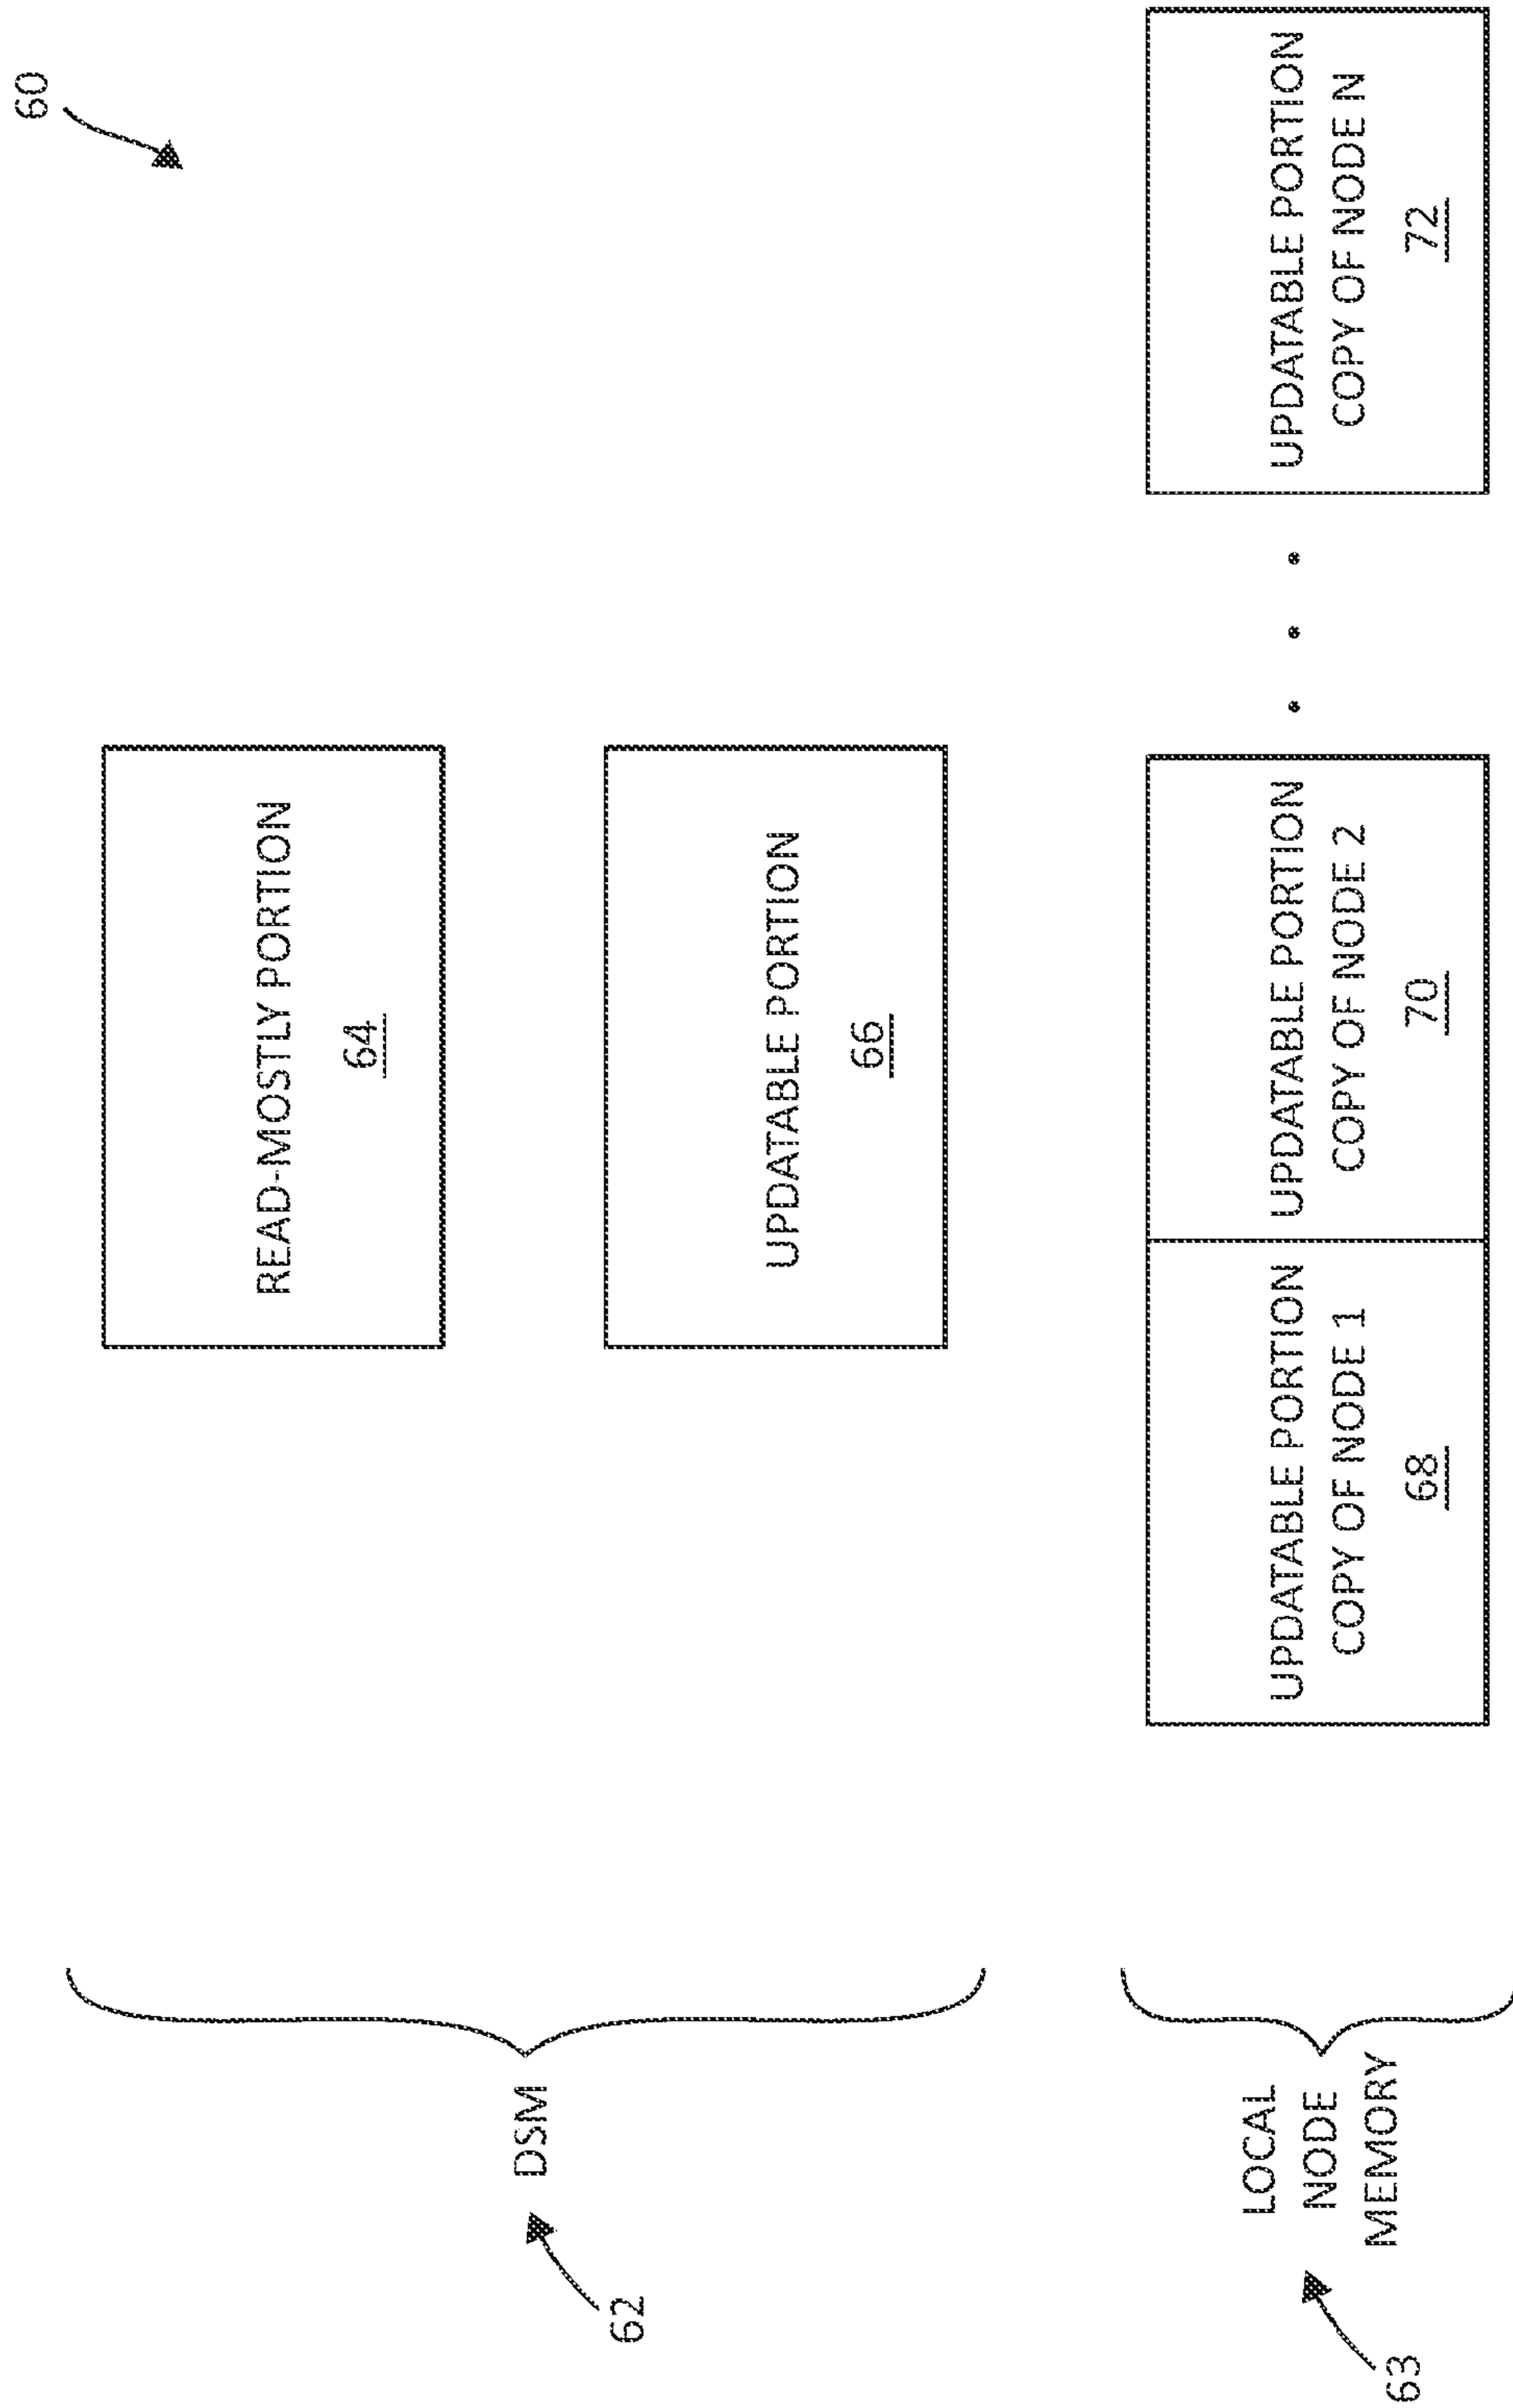 60
READ-MOSTLY PORTION
64
DSM
62
UPDATABLE PORTION
66
LOCAL
NODE
MEMORY
63
UPDATABLE PORTION
COPY OF NODE 1
68
UPDATABLE PORTION
COPY OF NODE 2
70
UPDATABLE PORTION
COPY OF NODE N
72